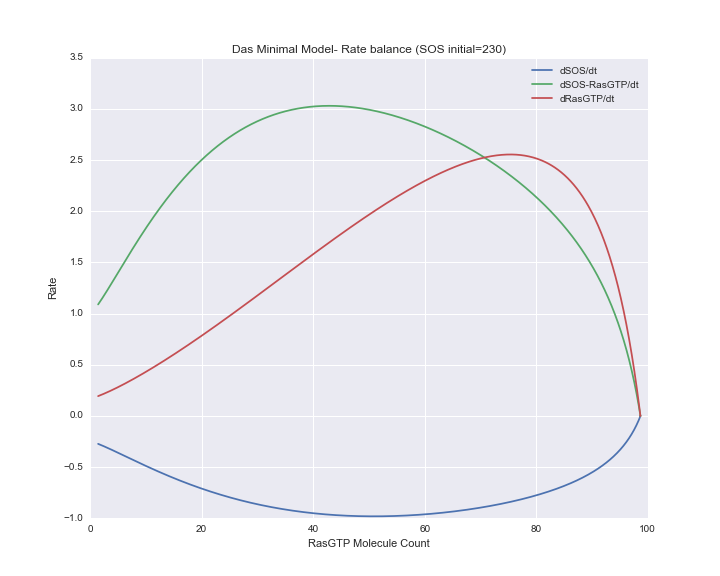 Das Minimal Model- Rate balance (SOS initial=230)
dSOS/dt
dSOS-RasGTP/dt
dRasGTP/dt
3.5
3.0
2.5
2.0
1.5
1.0
0.5
0.0
−0.5
−1.0
Rate
0 20 40 60 80 100
RasGTP Molecule Count